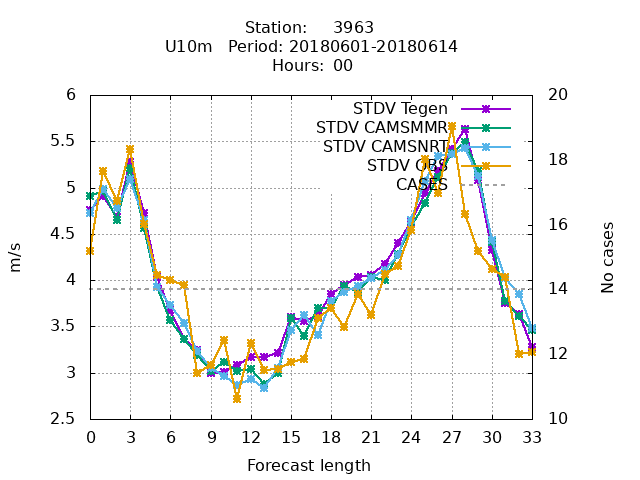 Station: 3963
U10m Period: 20180601-20180614
Hours: 00
STDV Tegen
STDV CAMSMMR
STDV CAMSNRT
STDV OBS
CASES
6
5.5
5
4.5
4
3.5
3
2.5
20
18
16
14
12
10
m/s
No cases
0 3 6 9 12 15 18 21 24 27 30 33
Forecast length